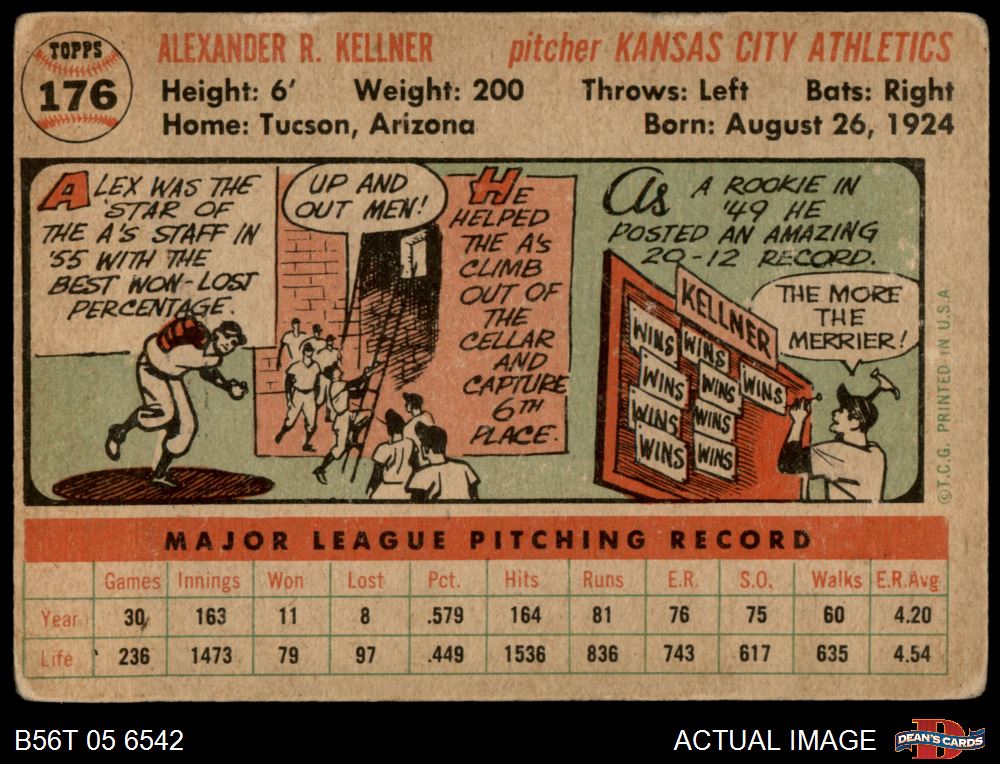 TOPPS
176
ALEXANDER R. KELLNER pitcher KANSAS CITY ATHLETICS
Height: 6' Weight: 200 Throws: Left Bats: Right
Home: Tucson, Arizona Born: August 26, 1924
ALEX WAS THE
STAR OF
THE A'S STAFF IN
'55 WITH THE
BEST WON-LOST
PERCENTAGE.
UP AND
OUT MEN!
HE
HELPED
THE A'S
CLIMB
OUT OF
THE
CELLAR
AND
CAPTURE
6TH
PLACE.
As A ROOKIE IN
'49 HE
POSTED AN AMAZING
20-12 RECORD.
KELLNER
WINS WINS
WINS WINS WINS
WINS WINS
WINS WINS
THE MORE
THE
MERRIER!
©T.C.G. PRINTED IN U.S.A.
MAJOR LEAGUE PITCHING RECORD
Games Innings Won Lost Pct. Hits Runs E.R. S.O. Walks E.R.Avg
Year 30 163 11 8 .579 164 81 76 75 60 4.20
Life 236 1473 79 97 .449 1536 836 743 617 635 4.54
B56T 05 6542 ACTUAL IMAGE
D
DEAN'S CARDS